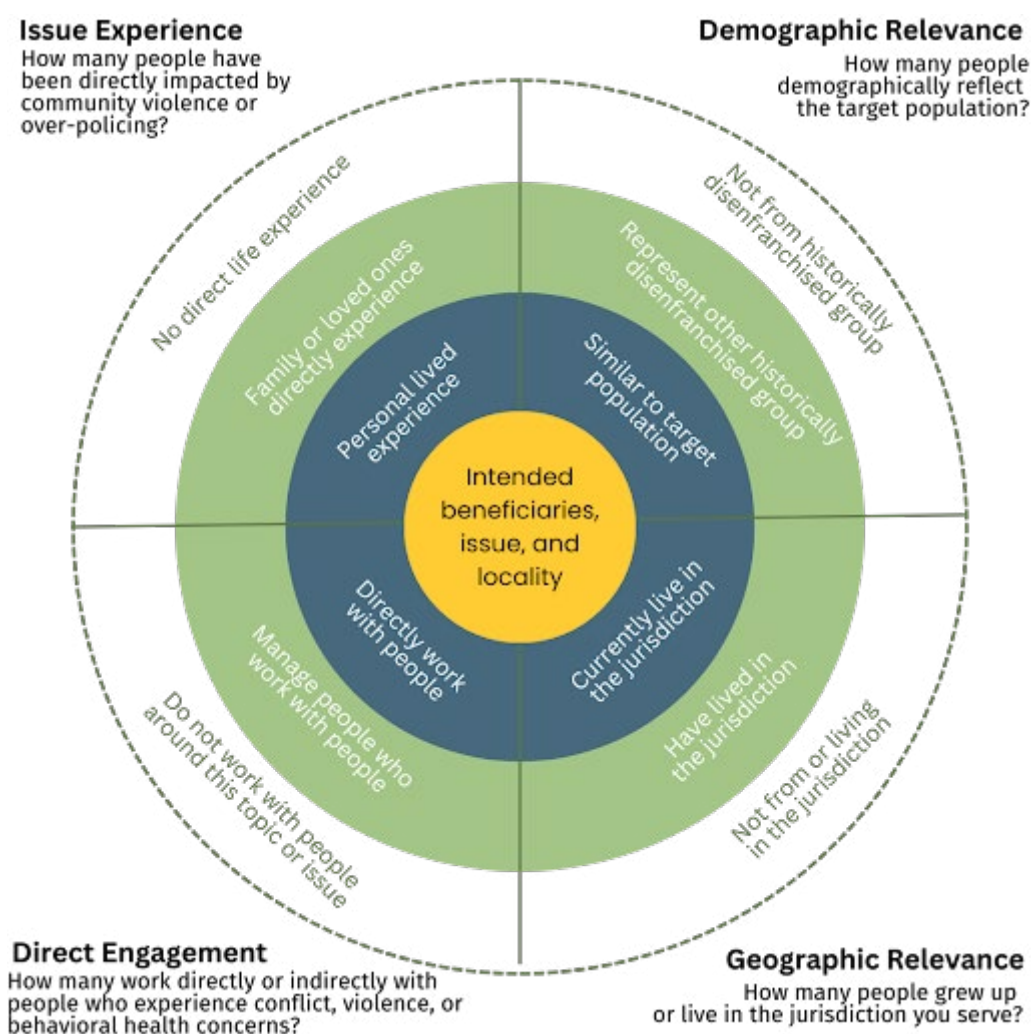 Issue Experience
How many people have
been directly impacted by
community violence or
over-policing?
Demographic Relevance
How many people
demographically reflect
the target population?
No direct life experience
Family or loved ones
directly experience
Personal lived
experience
Not from historically
disenfranchised group
Represent other historically
disenfranchised group
Similar to target
population
Intended
beneficiaries,
issue, and
locality
Directly work
with people
Manage people who
work with people
Do not work with people
around this topic or issue
Currently live in
the jurisdiction
Have lived in
the jurisdiction
Not from or living
in the jurisdiction
Direct Engagement
How many work directly or indirectly with
people who experience conflict, violence, or
behavioral health concerns?
Geographic Relevance
How many people grew up
or live in the jurisdiction you serve?